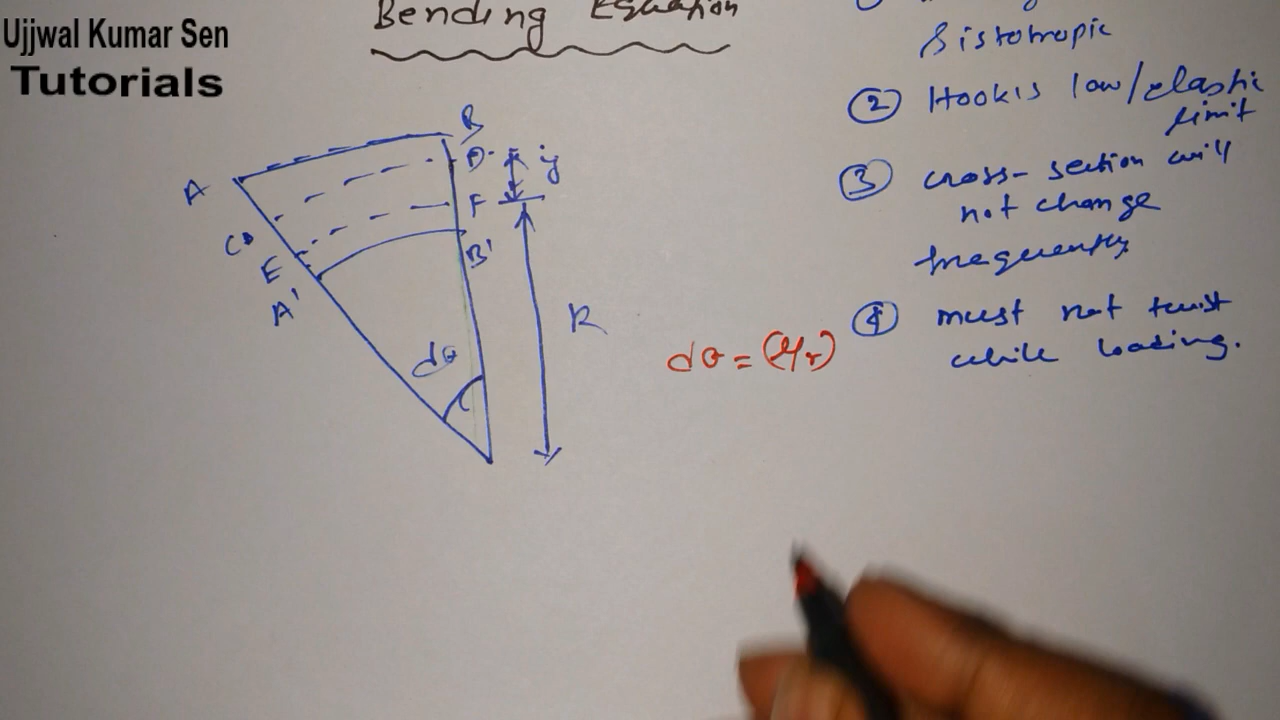 Ujjwal Kumar Sen
Tutorials
Bending Equation
& isotropic
② Hook's law/elastic
limit
③ cross-section will
not change
frequently
④ must not twist
while loading.
A
B
C
D
E
F
A'
B'
y
R
dθ
dθ =